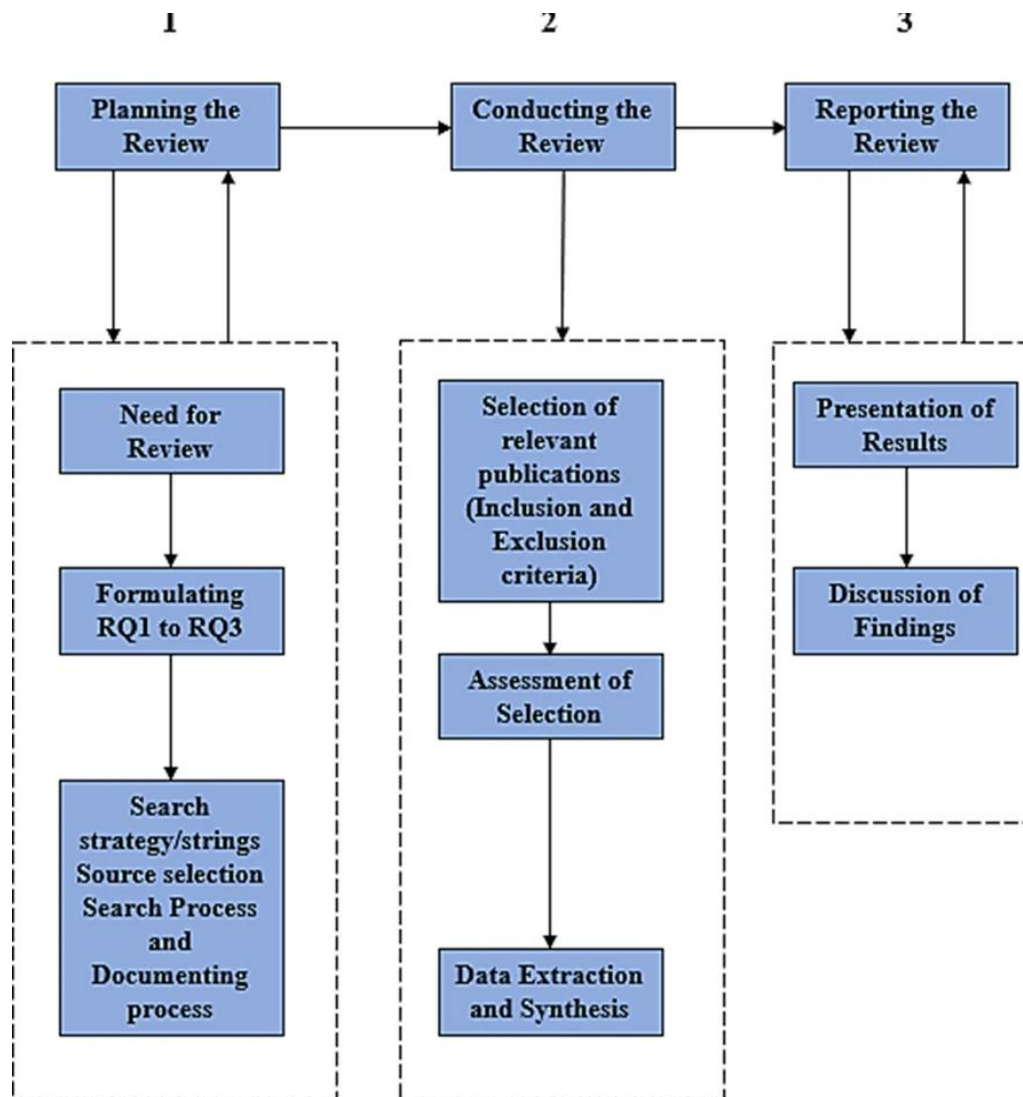 1
2
3
Planning the
Review
Conducting the
Review
Reporting the
Review
Need for
Review
Formulating
RQ1 to RQ3
Search
strategy/strings
Source selection
Search Process
and
Documenting
process
Selection of
relevant
publications
(Inclusion and
Exclusion
criteria)
Assessment of
Selection
Data Extraction
and Synthesis
Presentation of
Results
Discussion of
Findings